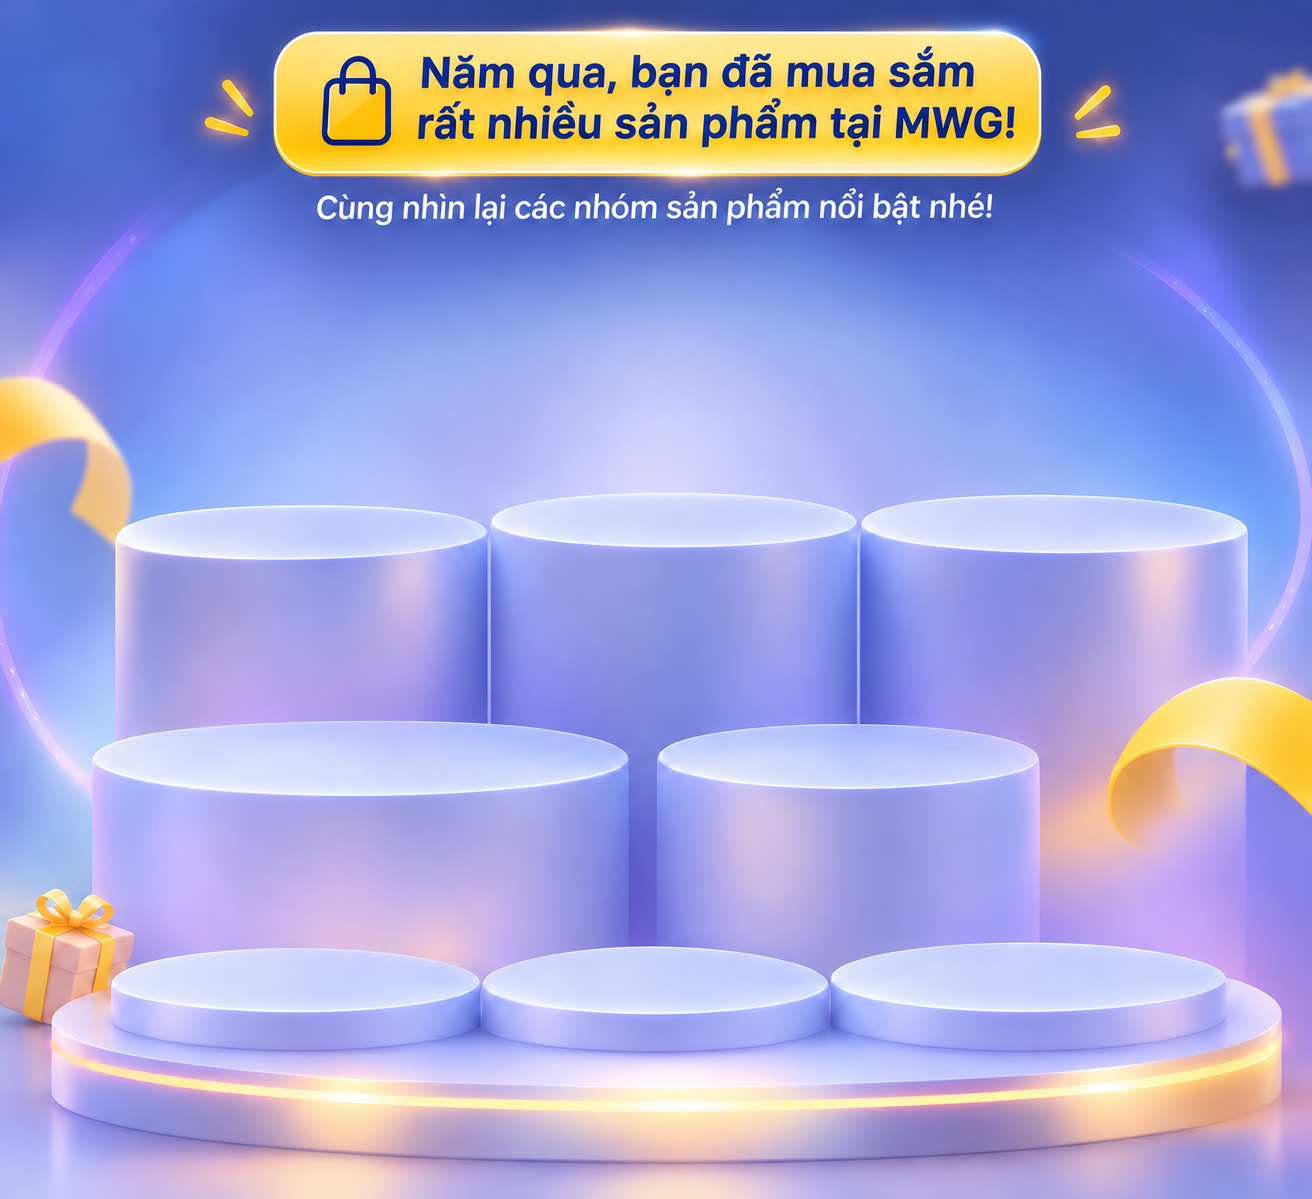 Năm qua, bạn đã mua sắm
rất nhiều sản phẩm tại MWG!
Cùng nhìn lại các nhóm sản phẩm nổi bật nhé!